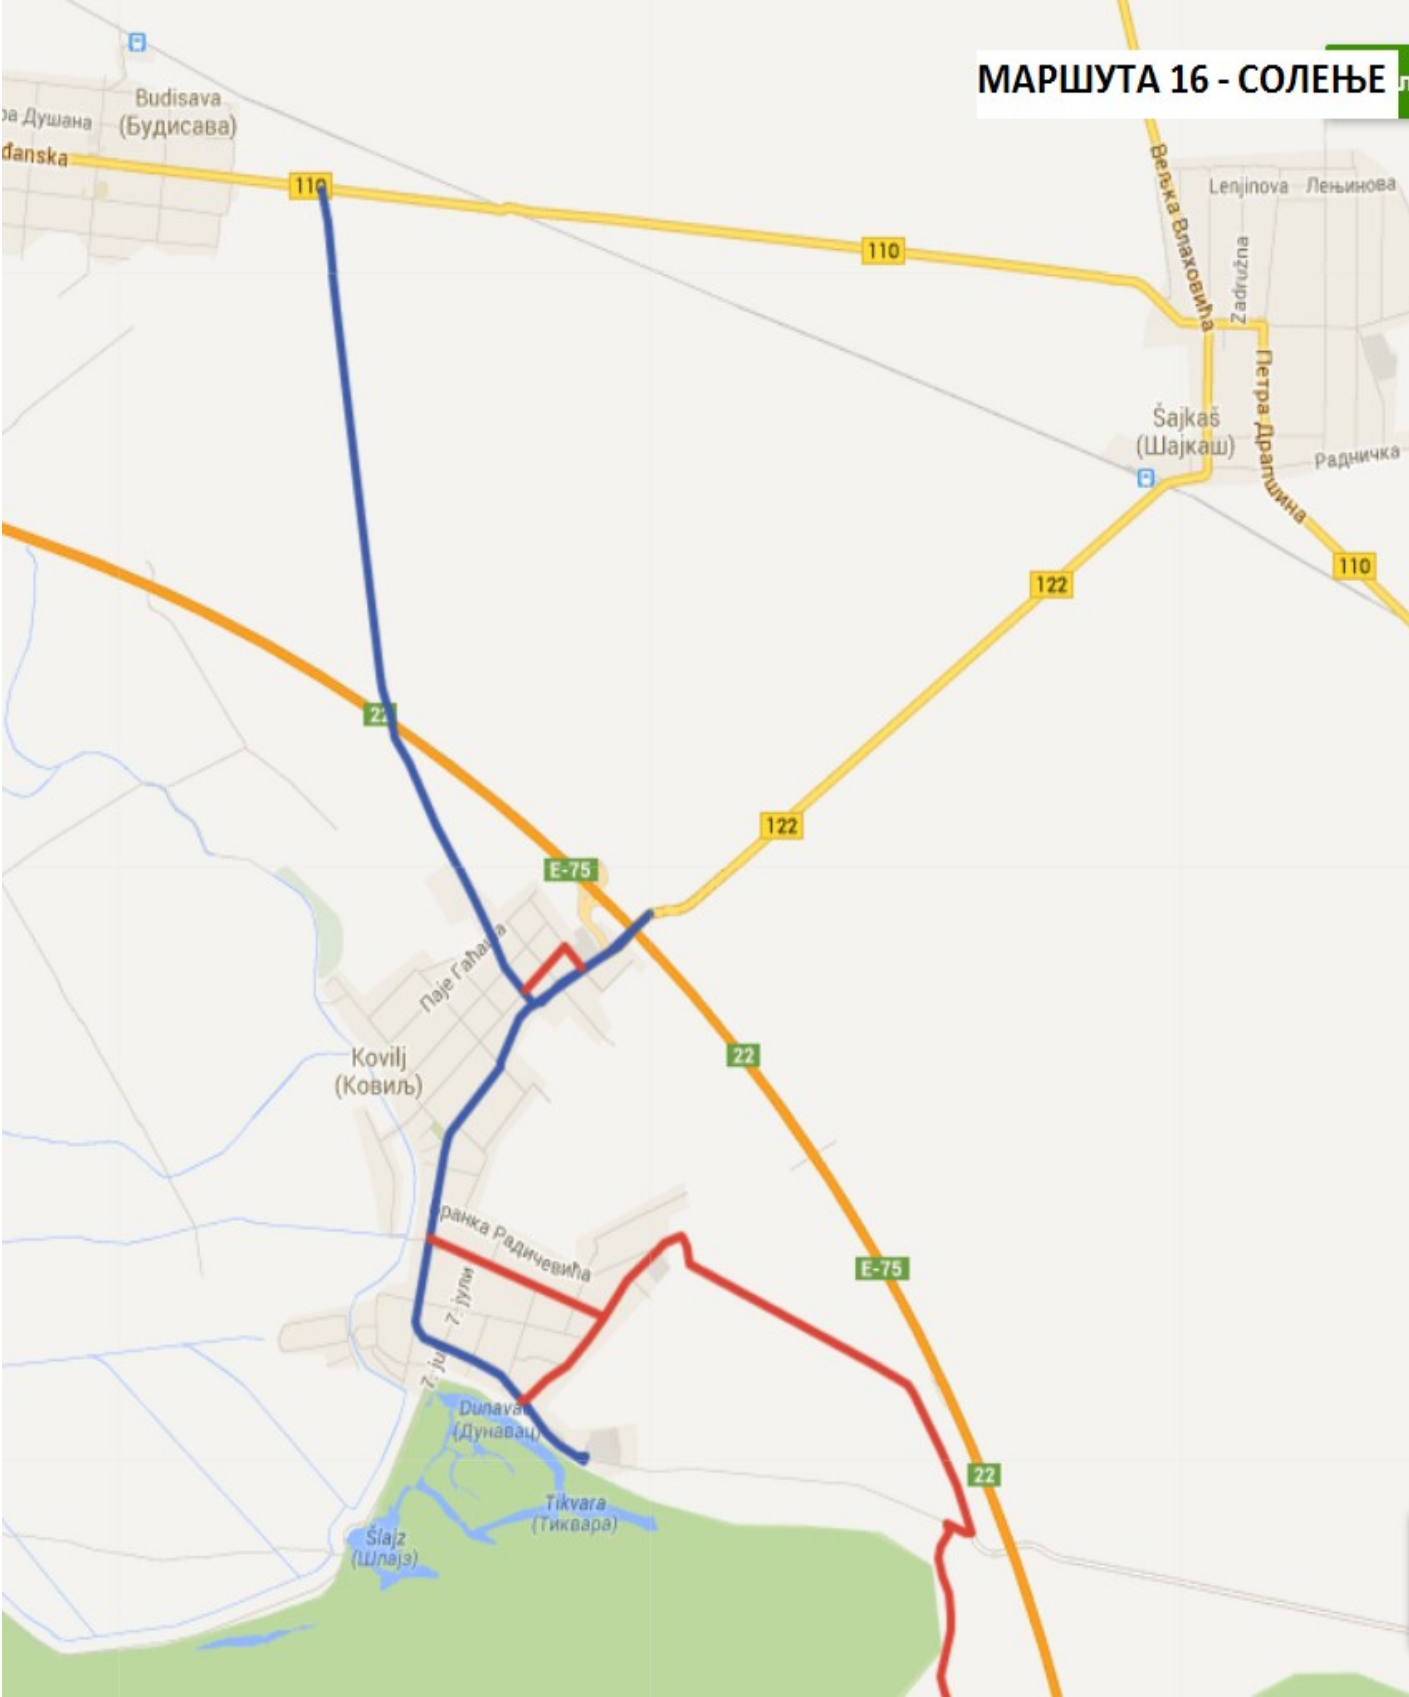 МАРШУТА 16 - СОЛЕЊЕ
Budisava
(Будисава)
Душана
đanska
110
110
Вељка Влаховића
Lenjinova
Лењинова
Zadružna
Петра Драпшина
Šajkaš
(Шајкаш)
Радничка
110
122
22
122
E-75
Паје Гаћаша
Kovilj
(Ковиљ)
22
ранка Радичевића
E-75
7. јули
7. ju
Dunavac
(Дунавац)
22
Tikvara
(Тиквара)
Šlajz
(Шлајз)